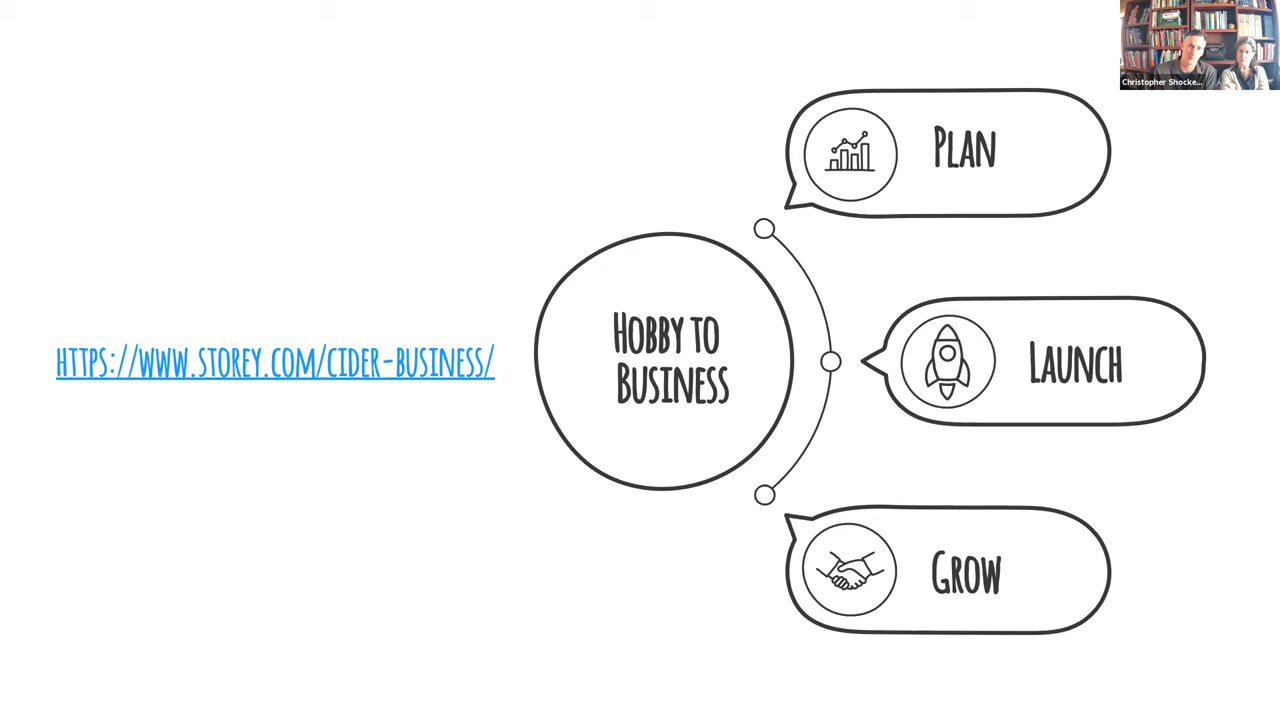 Christopher Shocke...
PLAN
HOBBY TO
BUSINESS
HTTPS://WWW.STOREY.COM/CIDER-BUSINESS/
LAUNCH
GROW